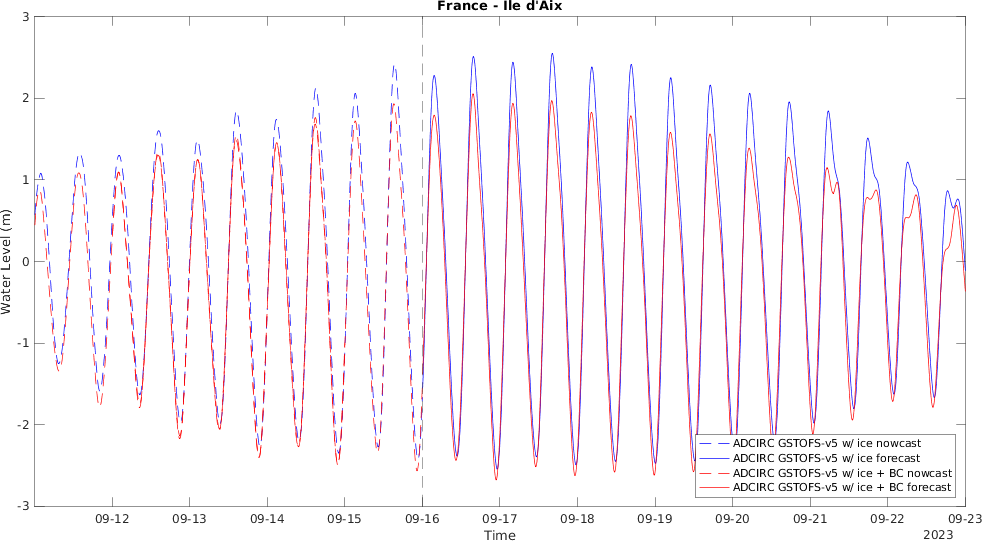 France - Ile d'Aix
3
2
1
0
-1
-2
-3
Water Level (m)
ADCIRC GSTOFS-v5 w/ ice nowcast
ADCIRC GSTOFS-v5 w/ ice forecast
ADCIRC GSTOFS-v5 w/ ice + BC nowcast
ADCIRC GSTOFS-v5 w/ ice + BC forecast
09-12 09-13 09-14 09-15 09-16 09-17 09-18 09-19 09-20 09-21 09-22 09-23
Time
2023